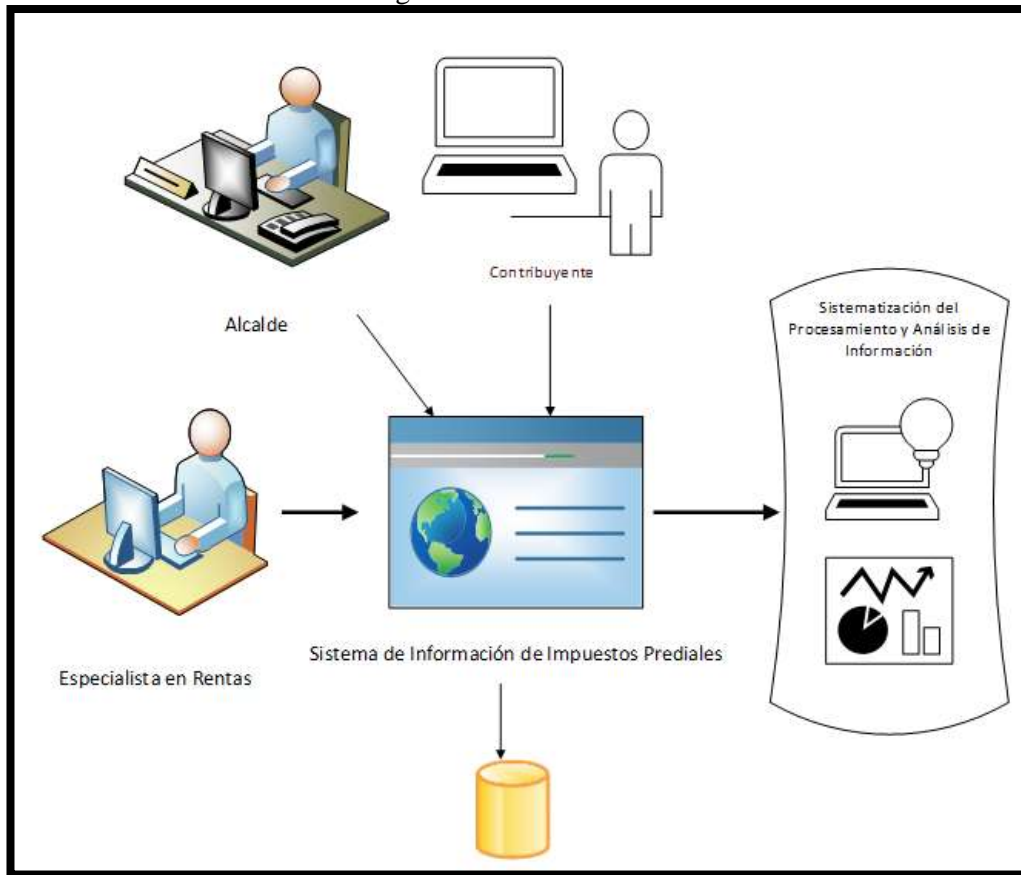 Contribuyente
Alcalde
Sistematización del
Procesamiento y Análisis de
Información
Sistema de Información de Impuestos Prediales
Especialista en Rentas